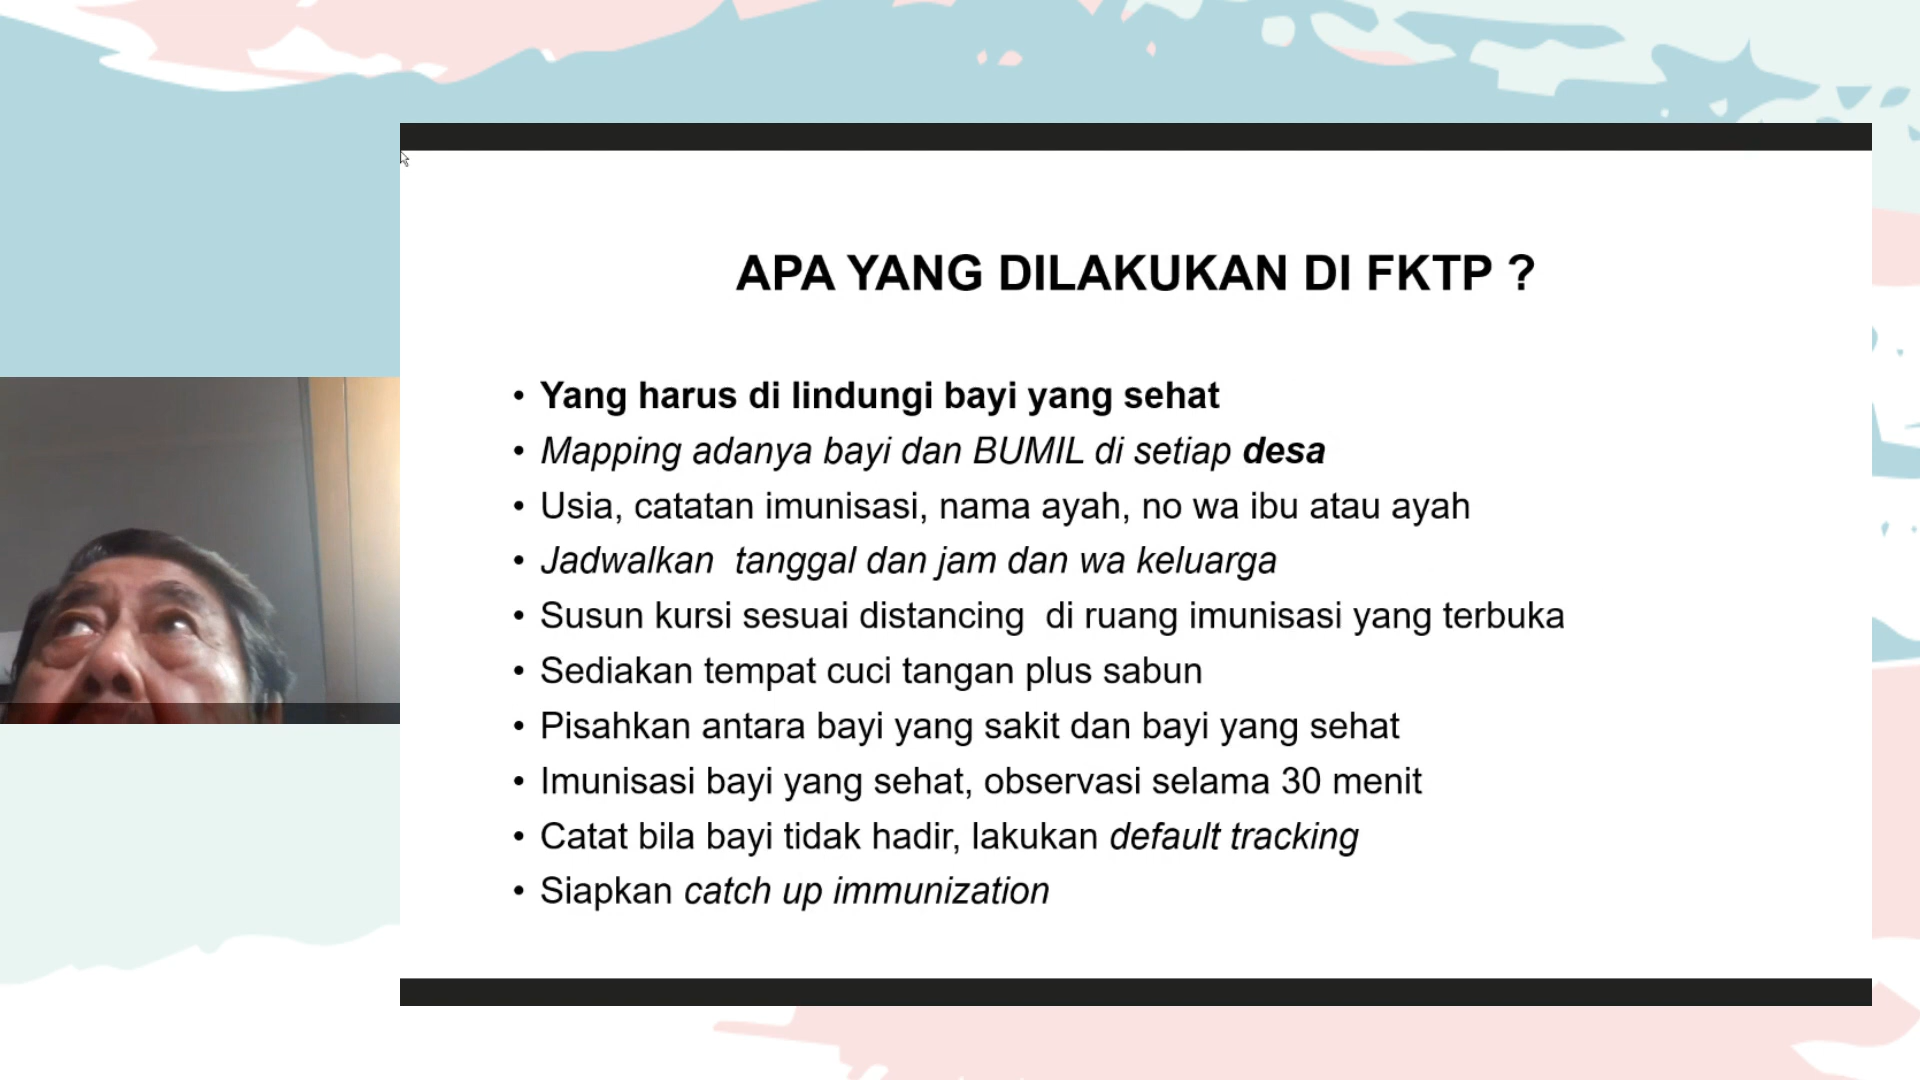 APA YANG DILAKUKAN DI FKTP ?
• Yang harus di lindungi bayi yang sehat
• Mapping adanya bayi dan BUMIL di setiap desa
• Usia, catatan imunisasi, nama ayah, no wa ibu atau ayah
• Jadwalkan  tanggal dan jam dan wa keluarga
• Susun kursi sesuai distancing  di ruang imunisasi yang terbuka
• Sediakan tempat cuci tangan plus sabun
• Pisahkan antara bayi yang sakit dan bayi yang sehat
• Imunisasi bayi yang sehat, observasi selama 30 menit
• Catat bila bayi tidak hadir, lakukan default tracking
• Siapkan catch up immunization